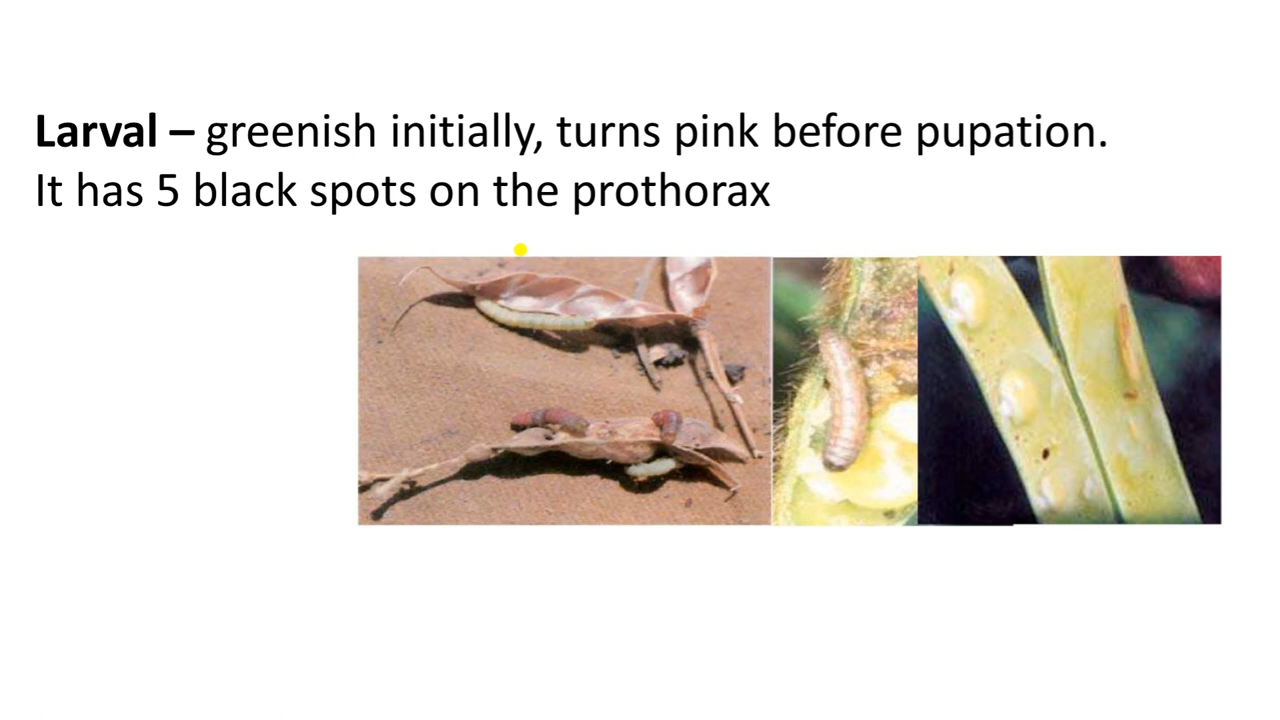 Larval – greenish initially, turns pink before pupation.
It has 5 black spots on the prothorax